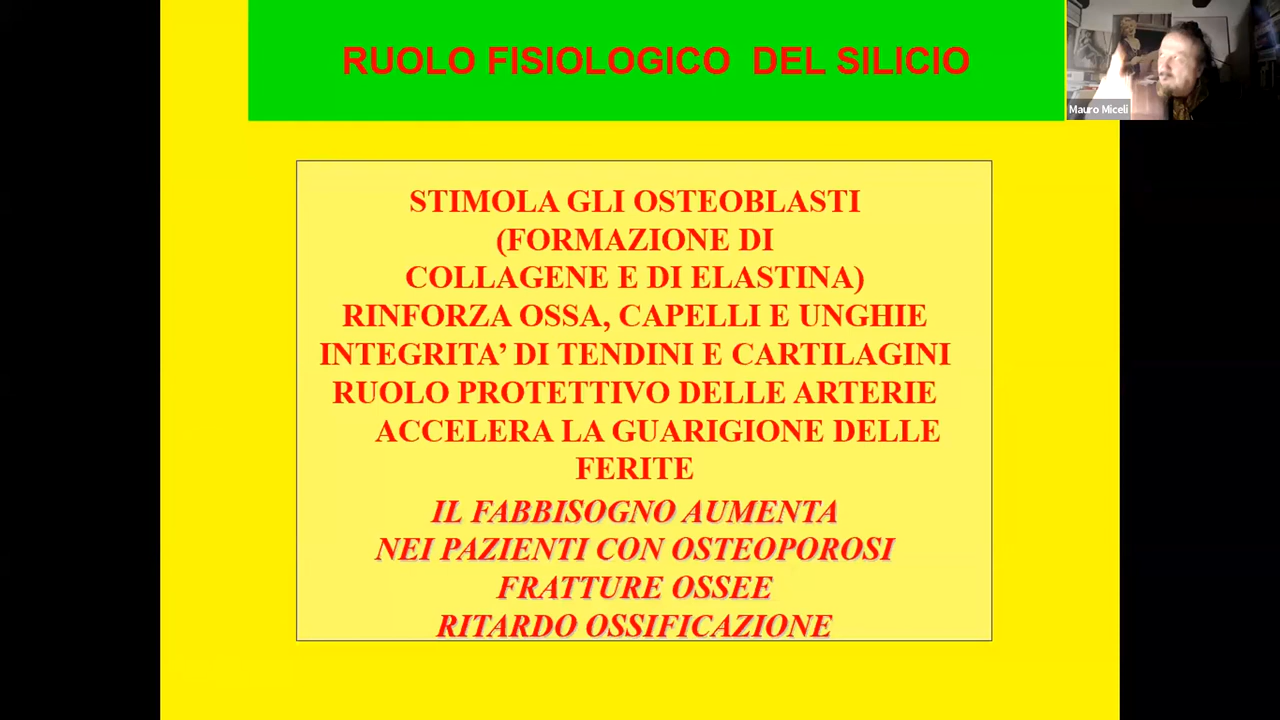 RUOLO FISIOLOGICO DEL SILICIO
Mauro Miceli
STIMOLA GLI OSTEOBLASTI
(FORMAZIONE DI
COLLAGENE E DI ELASTINA)
RINFORZA OSSA, CAPELLI E UNGHIE
INTEGRITA’ DI TENDINI E CARTILAGINI
RUOLO PROTETTIVO DELLE ARTERIE
ACCELERA LA GUARIGIONE DELLE
FERITE
IL FABBISOGNO AUMENTA
NEI PAZIENTI CON OSTEOPOROSI
FRATTURE OSSEE
RITARDO OSSIFICAZIONE